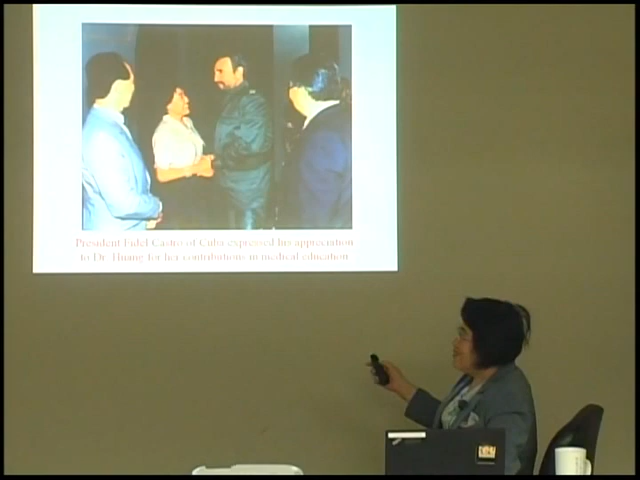 President Fidel Castro of Cuba expressed his appreciation
to Dr. Huang for her contributions in medical education